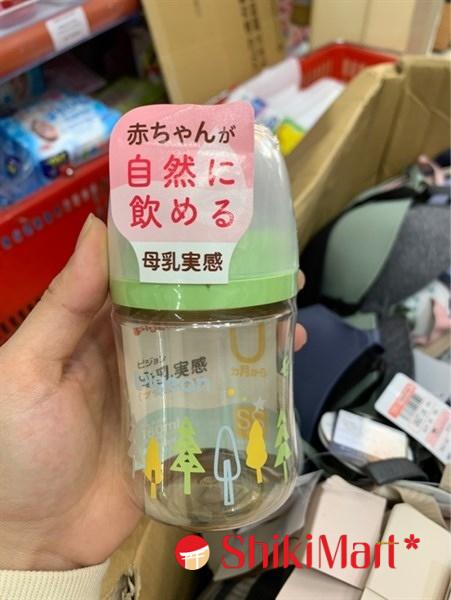 赤ちゃんが
自然に
飲める
母乳実感
0
カ月から
ピジョン
母乳実感
SS
ShikiMart*